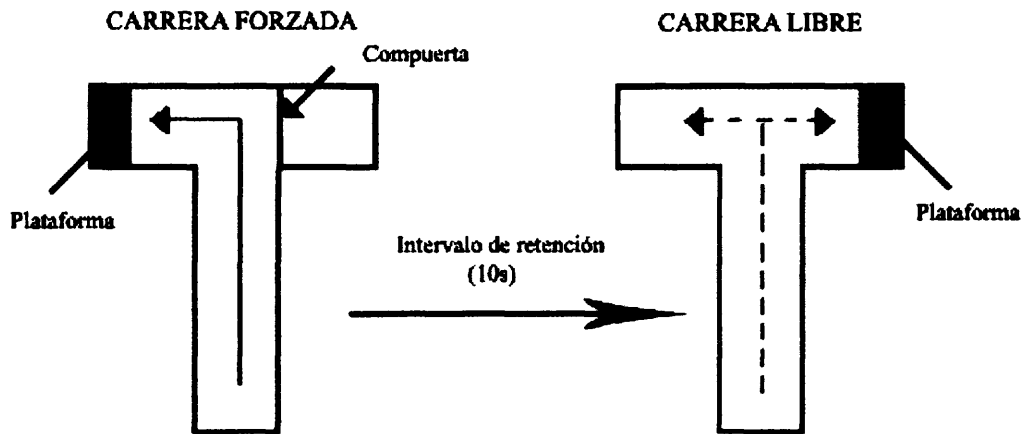 CARRERA FORZADA
Compuerta
Plataforma
Intervalo de retención
(10s)
CARRERA LIBRE
Plataforma